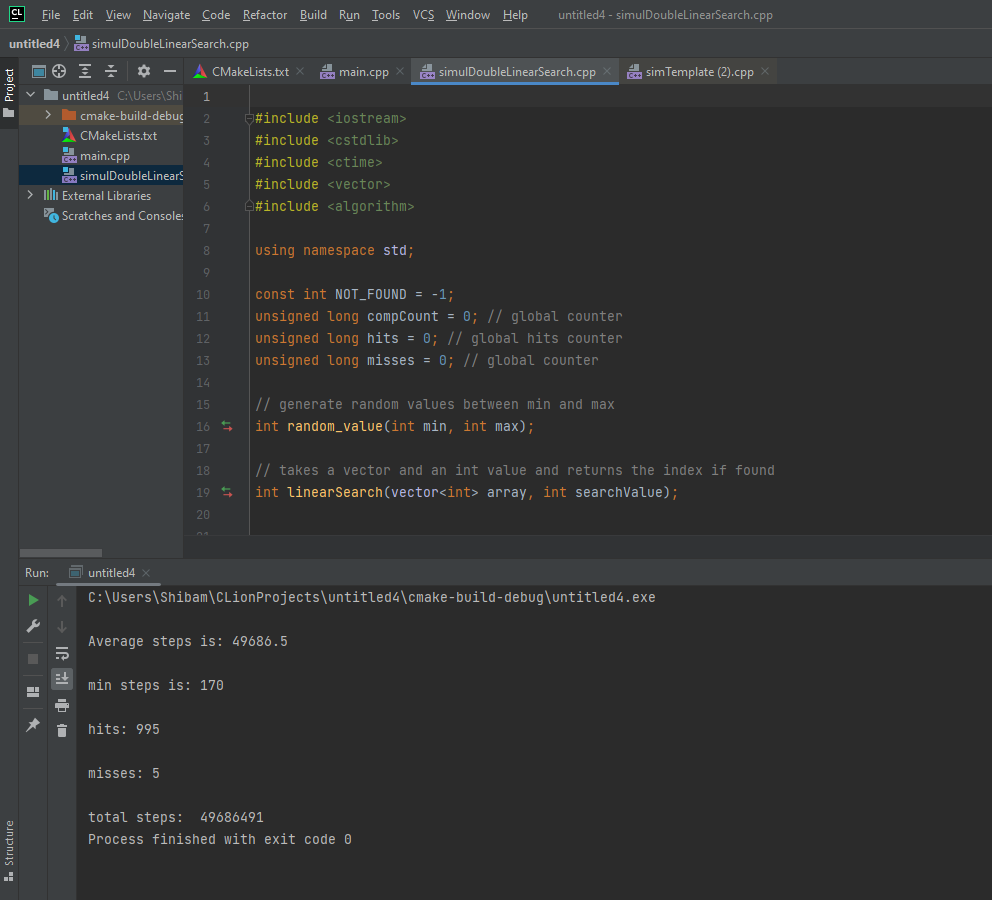 CL File Edit View Navigate Code Refactor Build Run Tools VCS Window Help untitled4 - simulDoubleLinearSearch.cpp
untitled4 simulDoubleLinearSearch.cpp
Project
CMakeLists.txt main.cpp simulDoubleLinearSearch.cpp simTemplate (2).cpp
untitled4 C:\Users\Shi
cmake-build-debug
CMakeLists.txt
main.cpp
simulDoubleLinearS
External Libraries
Scratches and Consoles
1
2 #include <iostream>
3 #include <cstdlib>
4 #include <ctime>
5 #include <vector>
6 #include <algorithm>
7
8 using namespace std;
9
10 const int NOT_FOUND = -1;
11 unsigned long compCount = 0; // global counter
12 unsigned long hits = 0; // global hits counter
13 unsigned long misses = 0; // global counter
14
15 // generate random values between min and max
16 int random_value(int min, int max);
17
18 // takes a vector and an int value and returns the index if found
19 int linearSearch(vector<int> array, int searchValue);
20
21
Run: untitled4
C:\Users\Shibam\CLionProjects\untitled4\cmake-build-debug\untitled4.exe
Average steps is: 49686.5
min steps is: 170
hits: 995
misses: 5
total steps:  49686491
Process finished with exit code 0
Structure